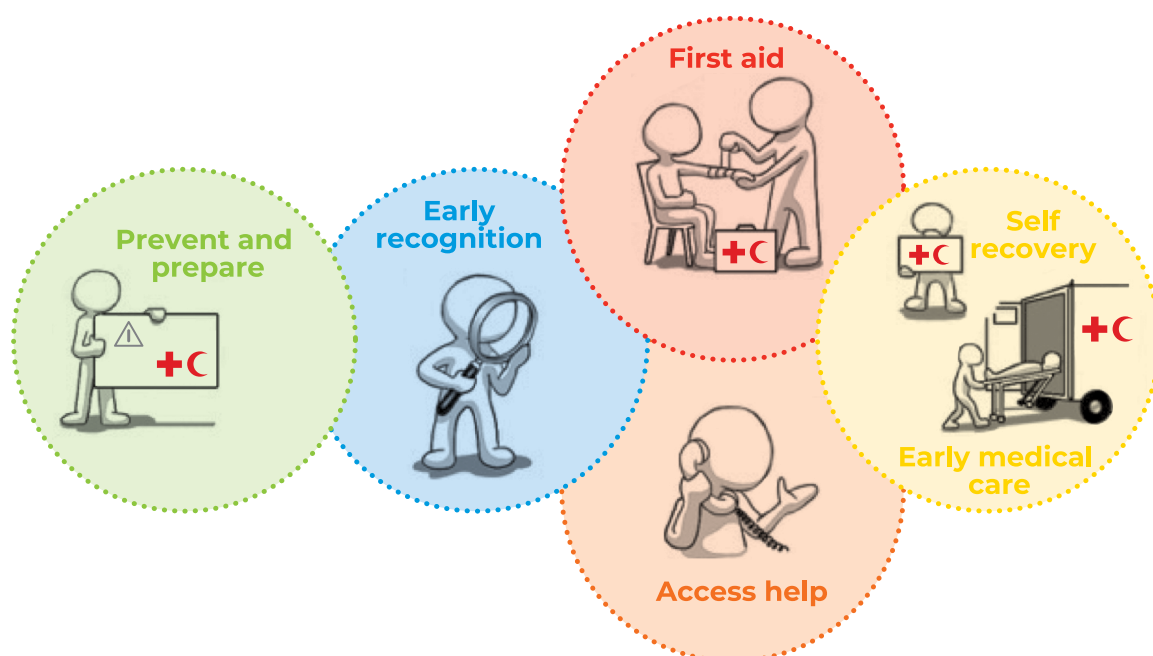 Prevent and
prepare
Early
recognition
First aid
Access help
Self
recovery
Early medical
care